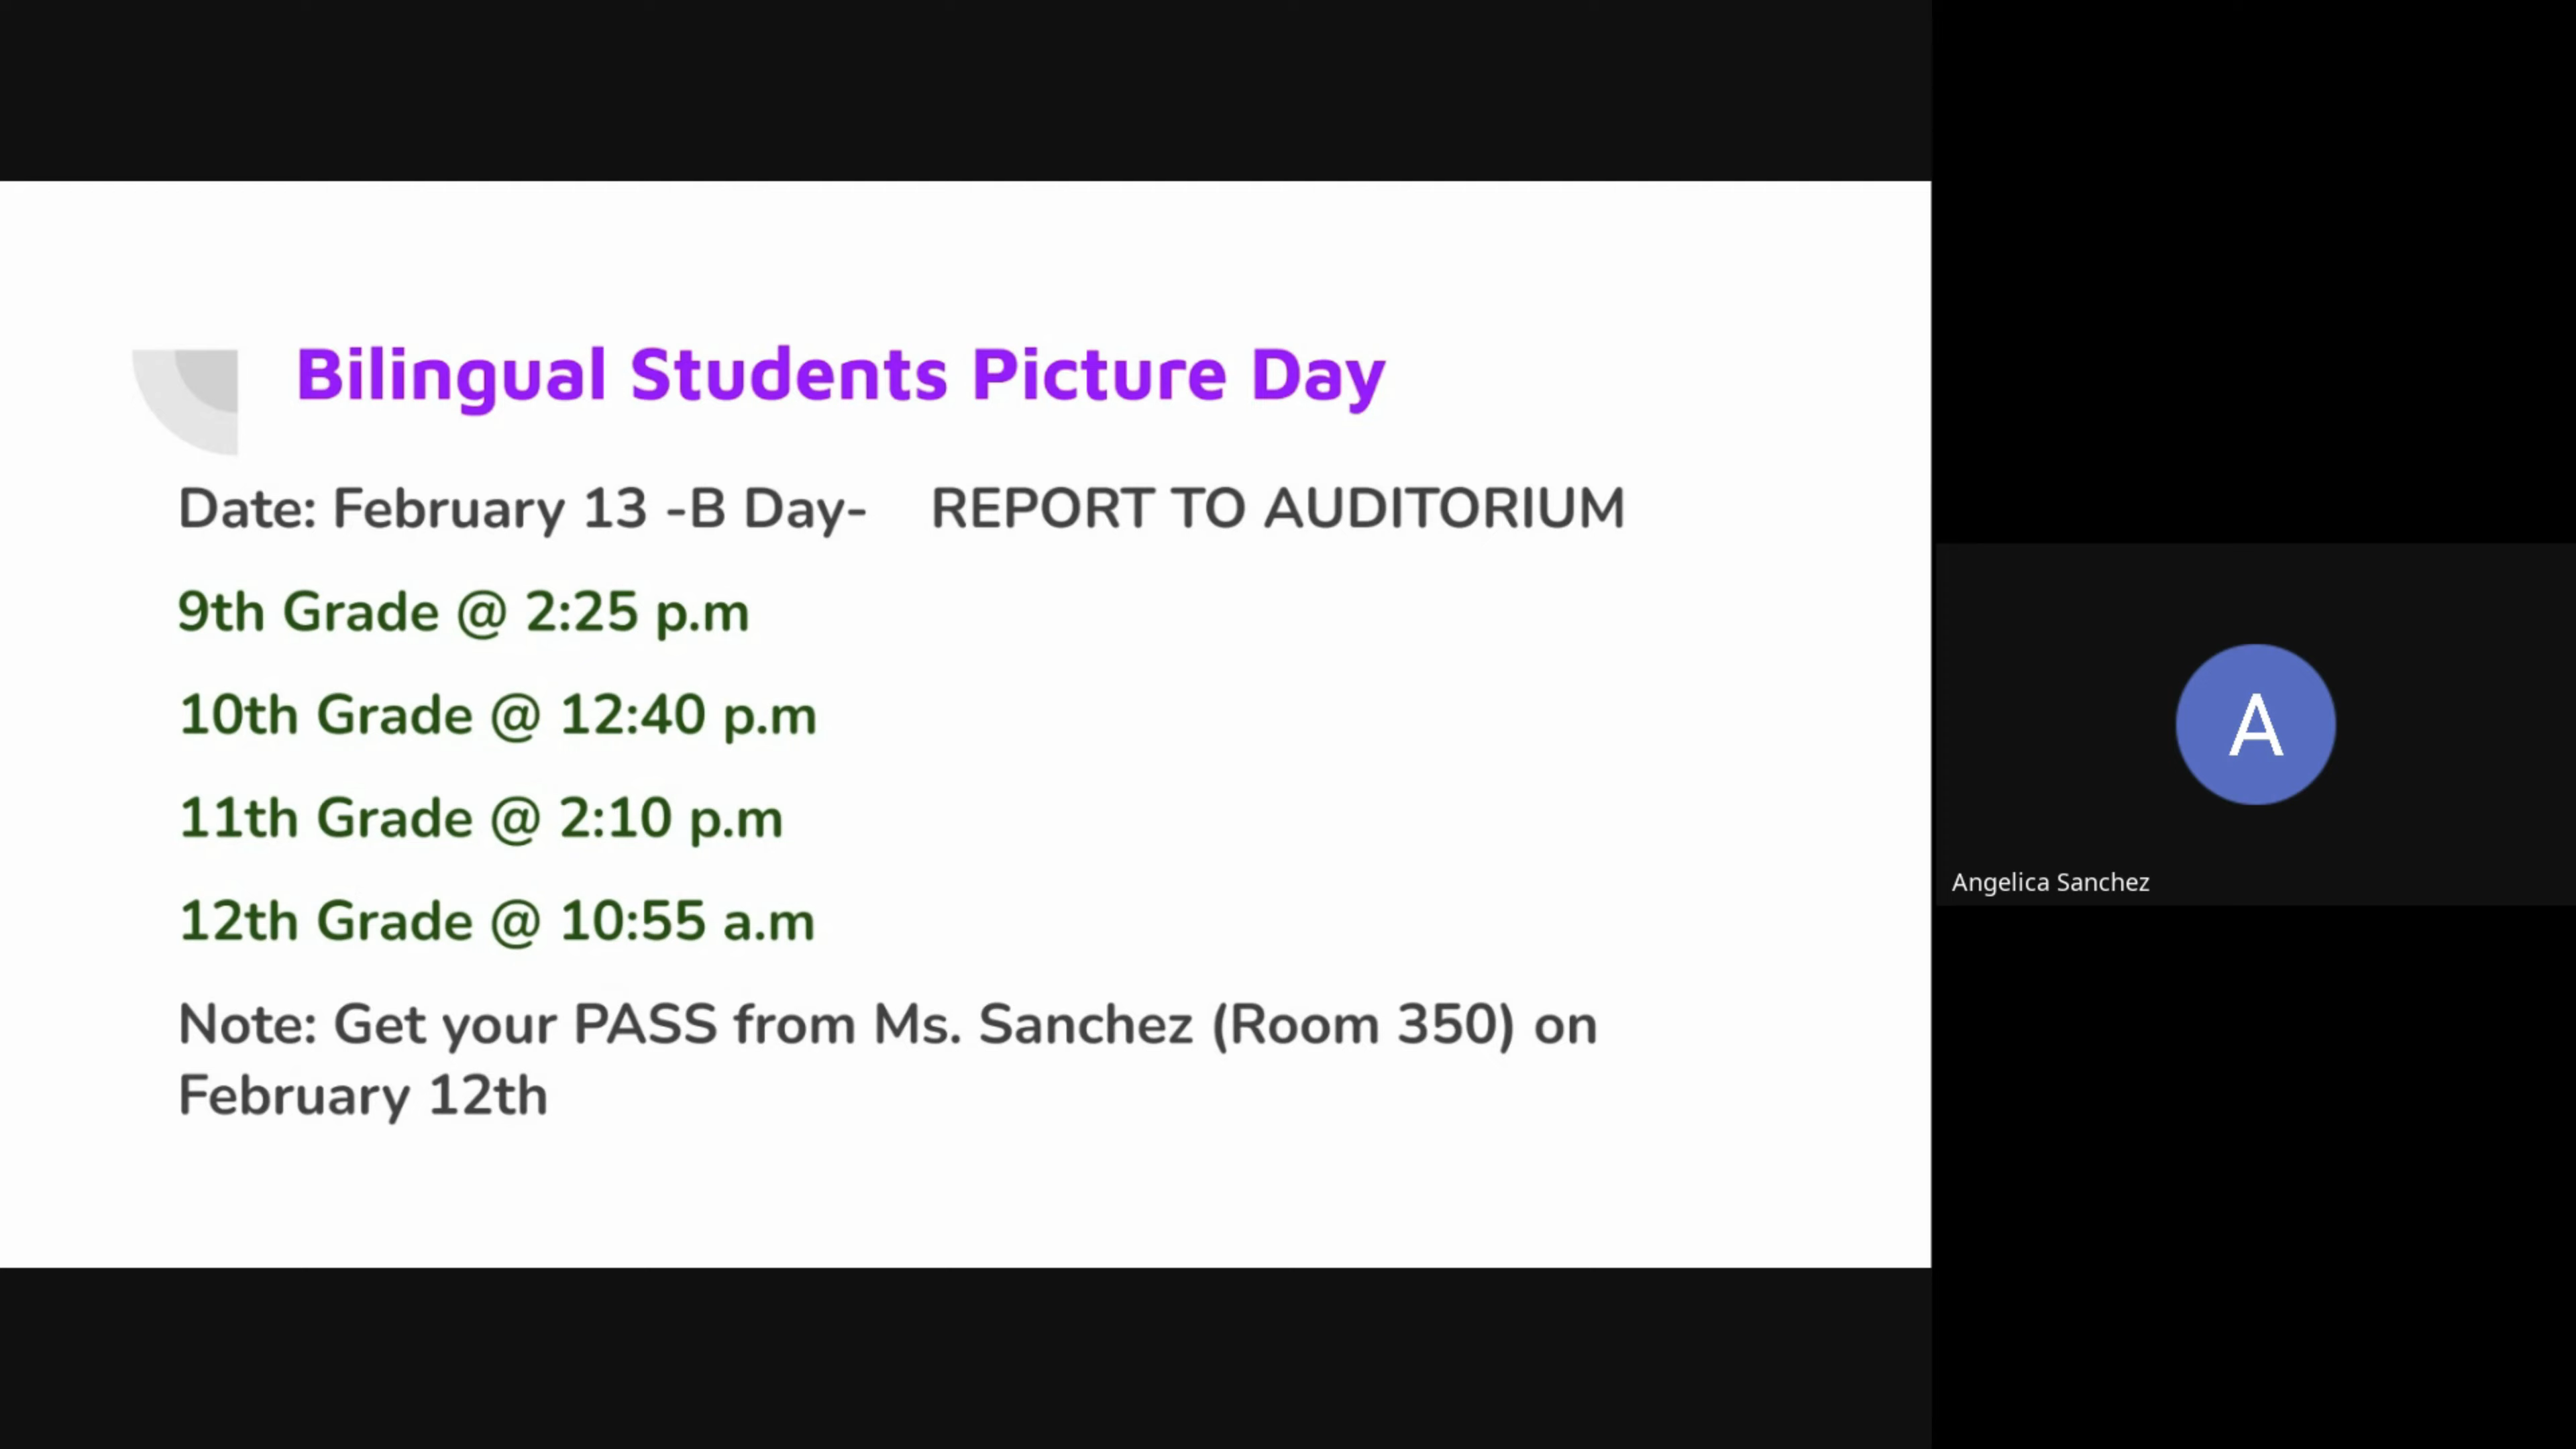 Bilingual Students Picture Day
Date: February 13 -B Day- REPORT TO AUDITORIUM
9th Grade @ 2:25 p.m
10th Grade @ 12:40 p.m
11th Grade @ 2:10 p.m
12th Grade @ 10:55 a.m
Note: Get your PASS from Ms. Sanchez (Room 350) on
February 12th
A
Angelica Sanchez